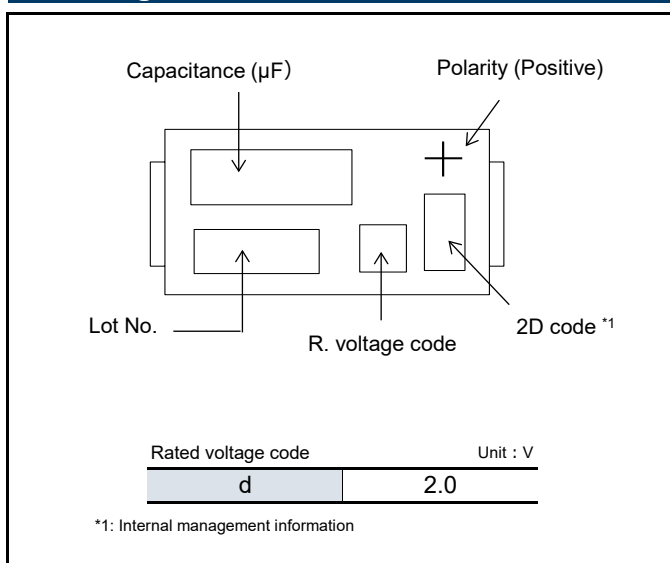 Capacitance (μF)
Polarity (Positive)
+
Lot No.
R. voltage code
2D code *1
Rated voltage code Unit : V
d 2.0
*1: Internal management information